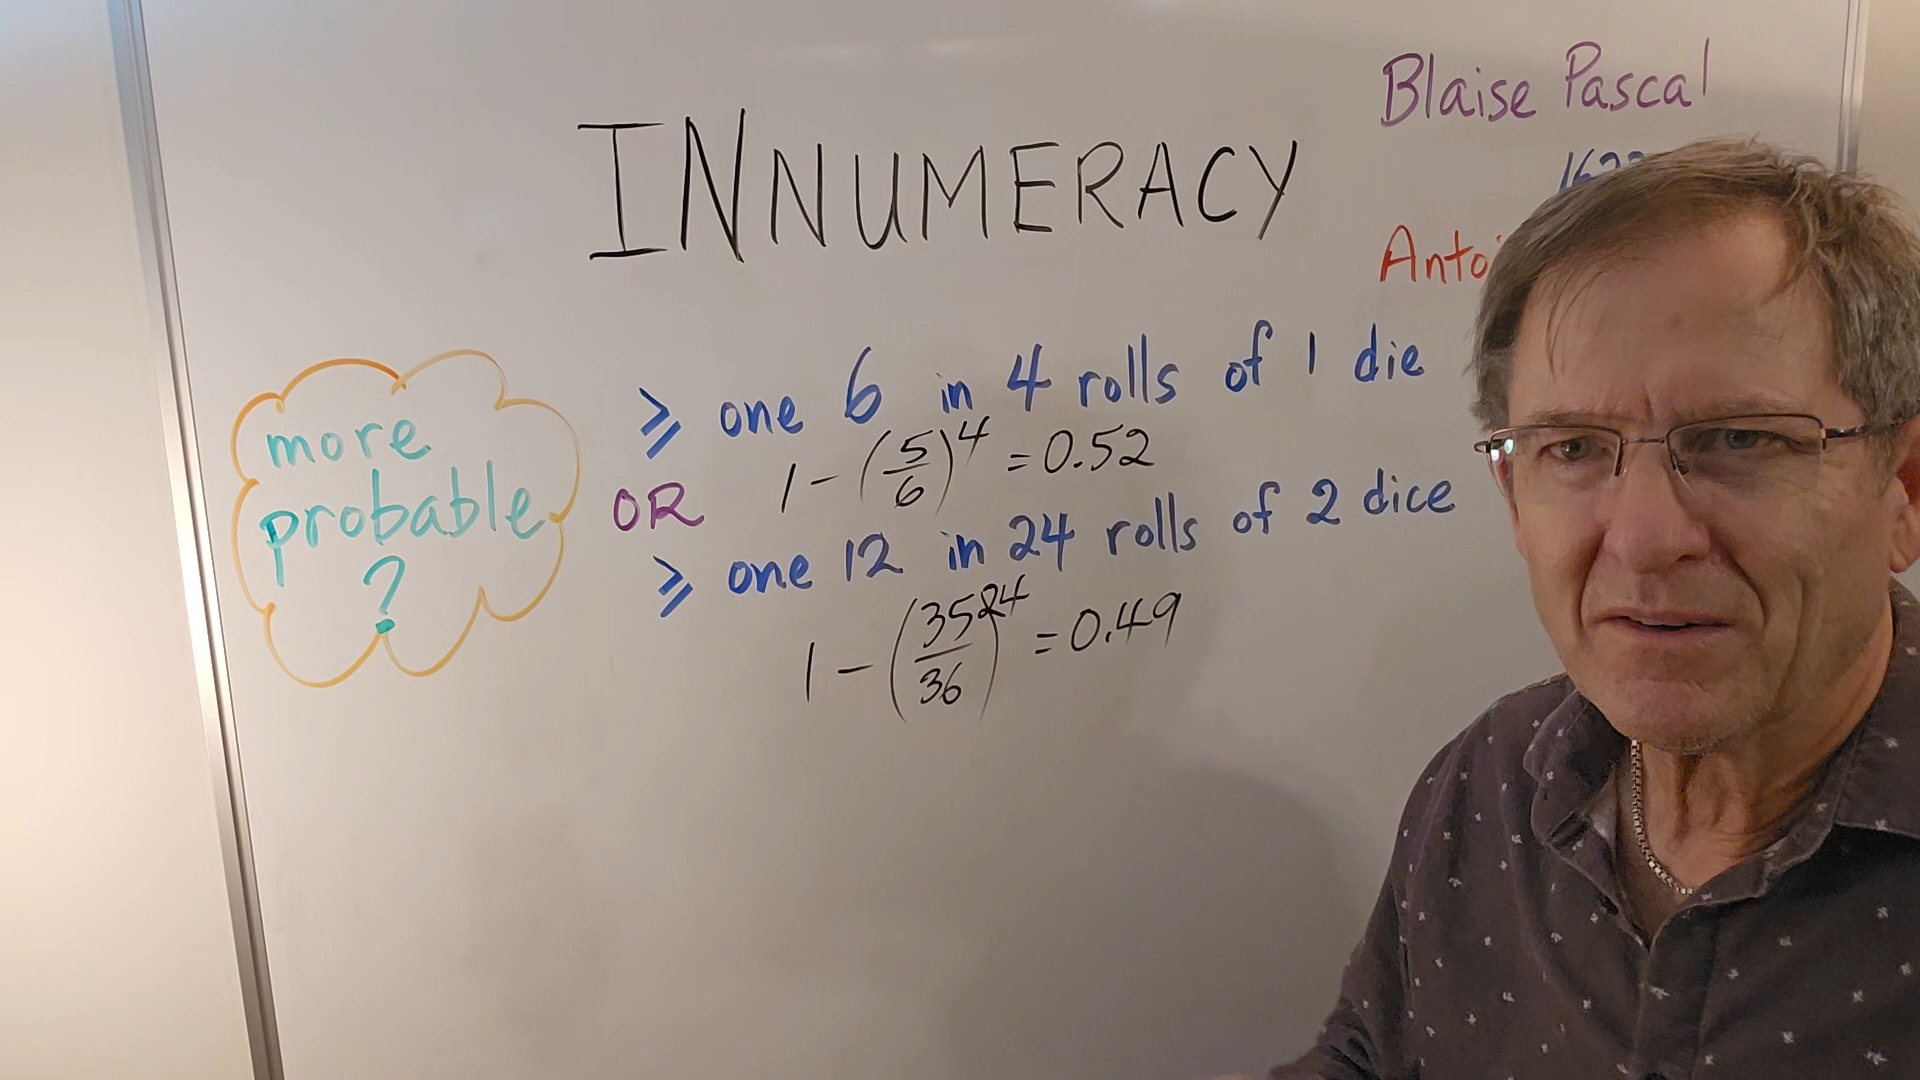 Blaise Pascal
INNUMERACY
≥ one 6 in 4 rolls of 1 die
1 - (5/6)^4 = 0.52
more
probable
?
OR
≥ one 12 in 24 rolls of 2 dice
1 - (35/36)^24 = 0.49